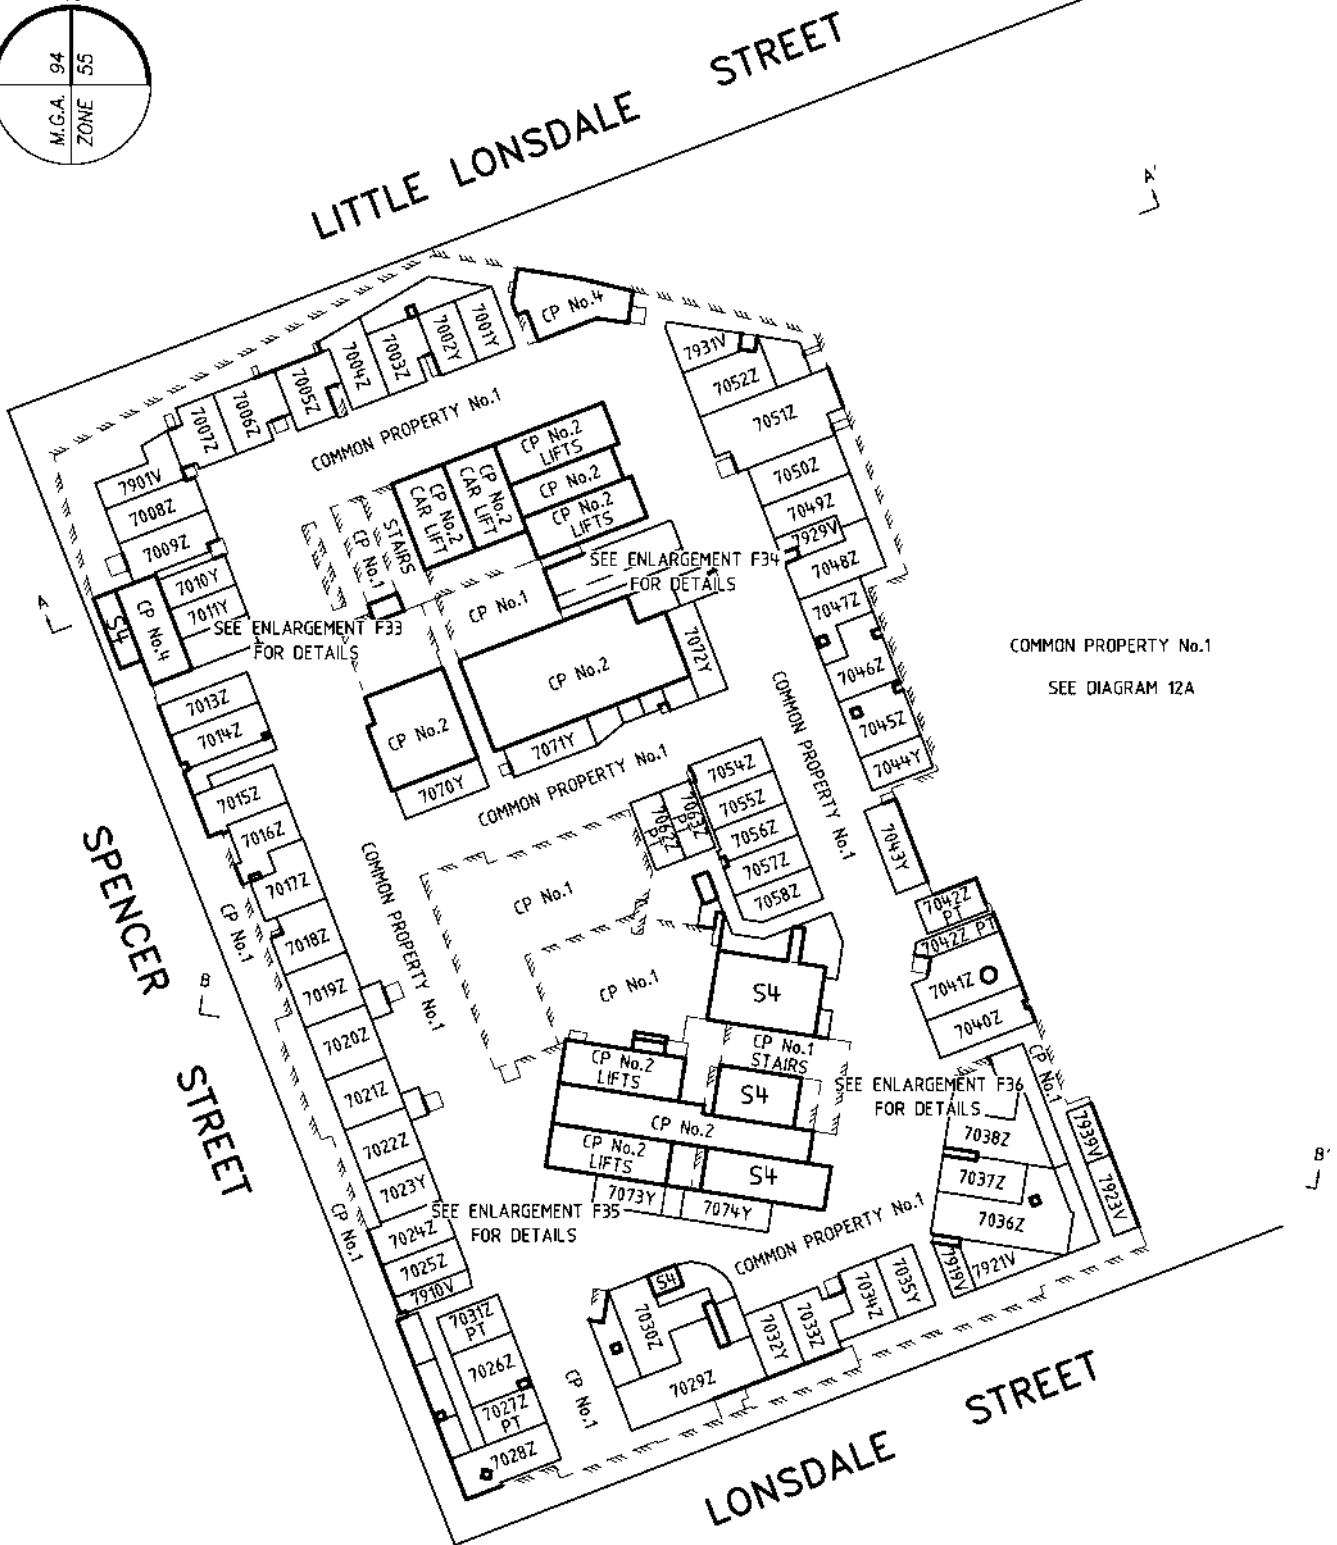 M.G.A. 94
ZONE 55
LITTLE LONSDALE STREET
A'
CP No.4
7001Y
7002Y
7003Z
7004Z
7005Z
7006Z
7007Z
7901V
7008Z
7009Z
7010Y
7011Y
CP No.4
S4
A
COMMON PROPERTY No.1
CP No.2
LIFTS
CP No.2
CP No.2
LIFTS
CP No.2
CAR LIFT
CP No.2
CAR LIFT
STAIRS
CP No.1
7931V
7052Z
7051Z
7050Z
7049Z
7929V
7048Z
7047Z
7046Z
7045Z
7044Y
7043Y
SEE ENLARGEMENT F34
FOR DETAILS
SEE ENLARGEMENT F33
FOR DETAILS
CP No.1
CP No.2
7072Y
CP No.2
7071Y
7070Y
COMMON PROPERTY No.1
COMMON PROPERTY No.1
COMMON PROPERTY No.1
SEE DIAGRAM 12A
7013Z
7014Z
7015Z
7016Z
7017Z
7018Z
7019Z
7020Z
7021Z
7022Z
7023Y
7024Z
7025Z
7910V
SPENCER STREET
CP No.1
B
CP No.1
COMMON PROPERTY No.1
7054Z
7055Z
7056Z
7057Z
7058Z
7062Z
PT
7063Z
PT
CP No.1
CP No.1
S4
CP No.1
STAIRS
S4
CP No.2
LIFTS
CP No.2
CP No.2
LIFTS
S4
7073Y
7074Y
7042Z
PT
7042Z PT
7041Z
7040Z
CP No.1
SEE ENLARGEMENT F36
FOR DETAILS
7038Z
7037Z
7036Z
7939V
7923V
7919V
7921V
B'
SEE ENLARGEMENT F35
FOR DETAILS
COMMON PROPERTY No.1
7031Z
PT
7026Z
7027Z
PT
7028Z
CP No.1
S4
7030Z
7029Z
7032Y
7033Z
7034Z
7035Y
LONSDALE STREET